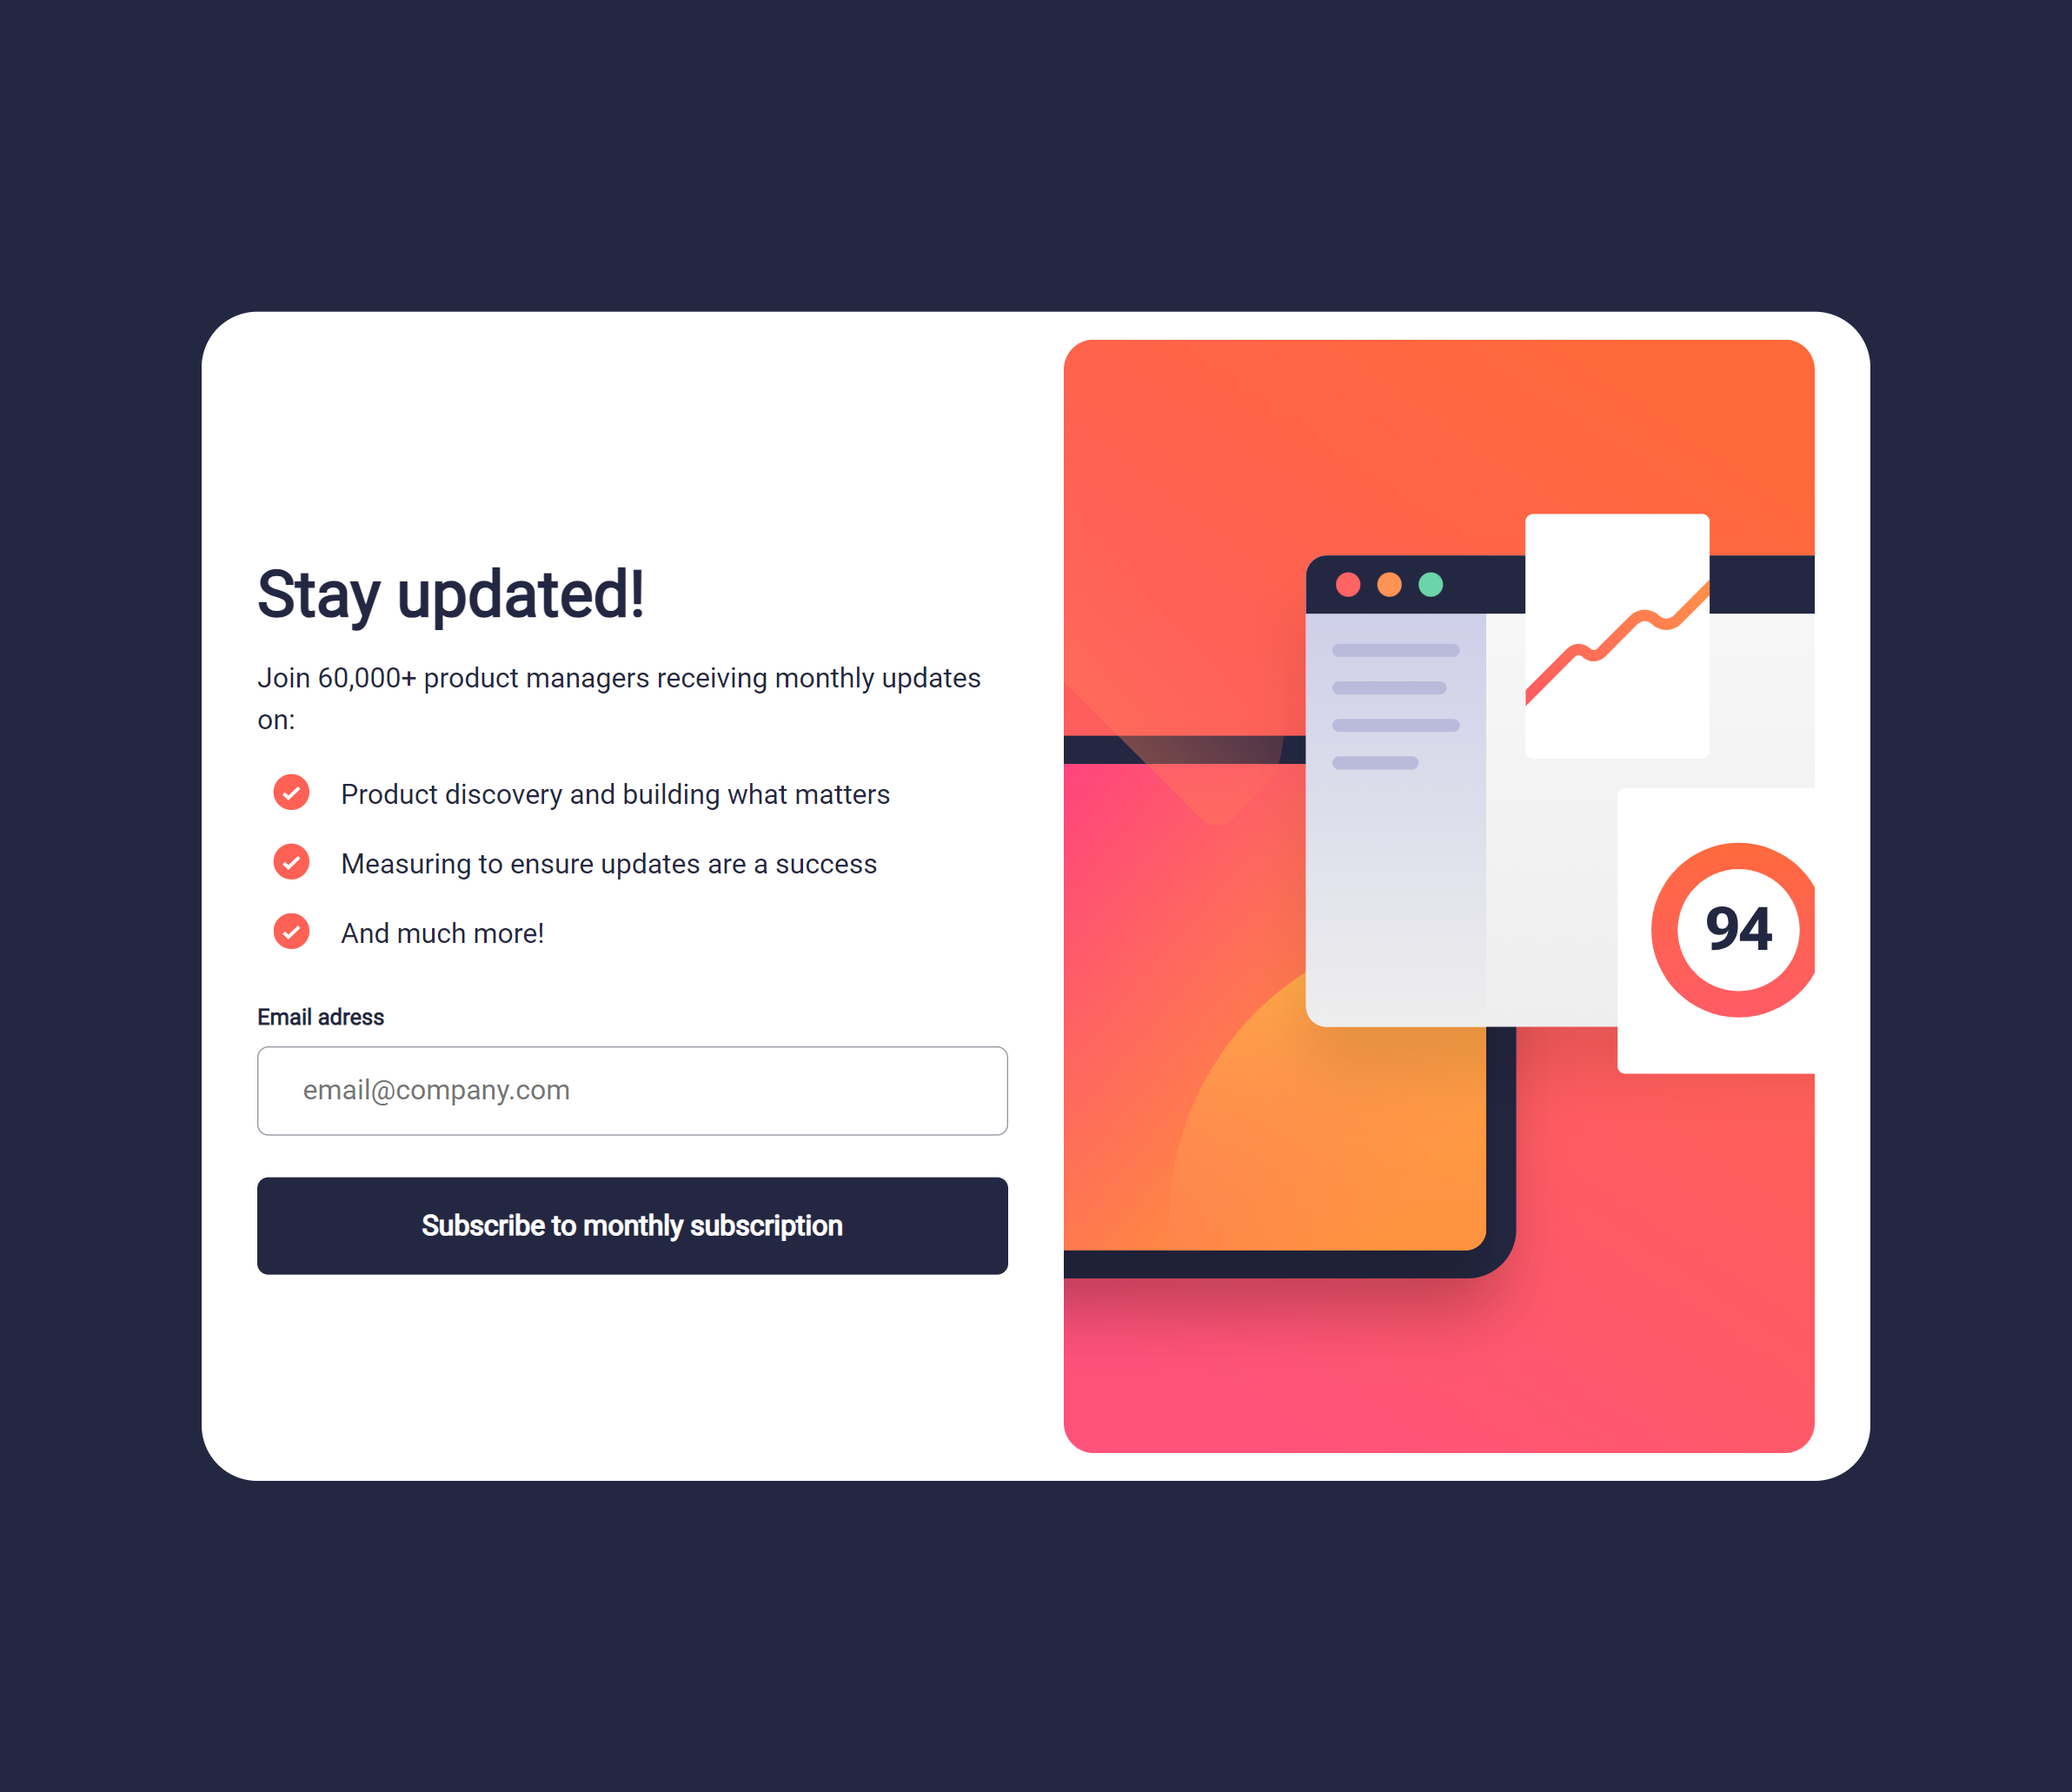 Stay updated!
Join 60,000+ product managers receiving monthly updates
on:
Product discovery and building what matters
Measuring to ensure updates are a success
And much more!
Email adress
email@company.com
Subscribe to monthly subscription
94